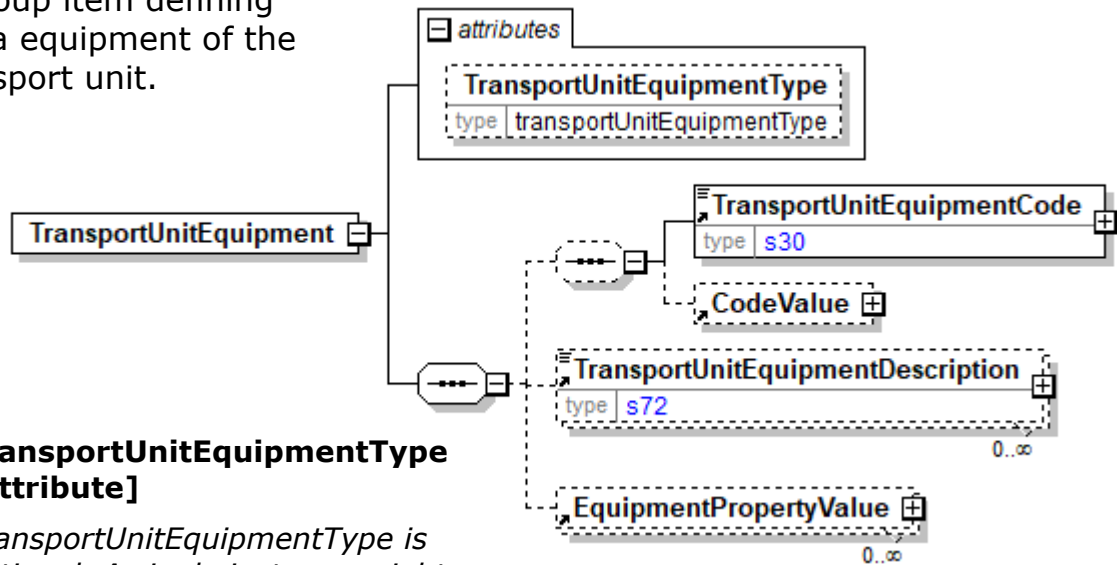 oup item defining
a equipment of the
sport unit.
attributes
TransportUnitEquipmentType
type transportUnitEquipmentType
TransportUnitEquipment
TransportUnitEquipmentCode
type s30
CodeValue
TransportUnitEquipmentDescription
type s72
0..∞
EquipmentPropertyValue
0..∞
ansportUnitEquipmentType
ttribute]
ansportUnitEquipmentType is